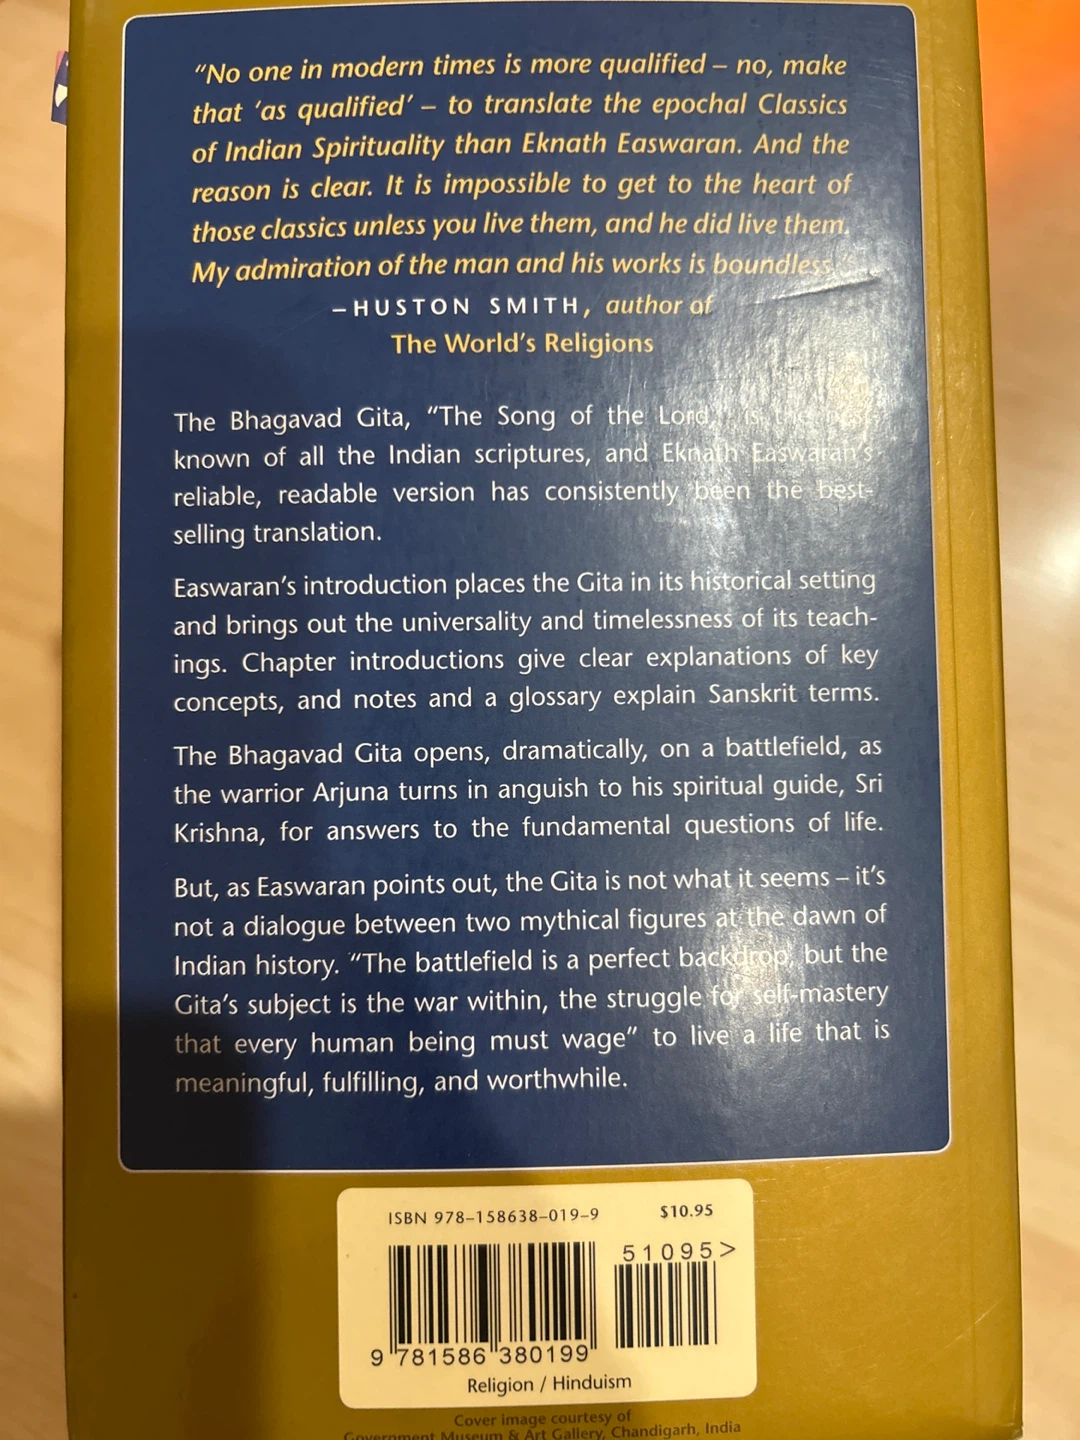 “No one in modern times is more qualified – no, make
that ‘as qualified’ – to translate the epochal Classics
of Indian Spirituality than Eknath Easwaran. And the
reason is clear. It is impossible to get to the heart of
those classics unless you live them, and he did live them.
My admiration of the man and his works is boundless.”
–HUSTON SMITH, author of
The World’s Religions
The Bhagavad Gita, “The Song of the Lord,” is the
known of all the Indian scriptures, and Eknath Easwaran’s
reliable, readable version has consistently been the best-
selling translation.
Easwaran’s introduction places the Gita in its historical setting
and brings out the universality and timelessness of its teach-
ings. Chapter introductions give clear explanations of key
concepts, and notes and a glossary explain Sanskrit terms.
The Bhagavad Gita opens, dramatically, on a battlefield, as
the warrior Arjuna turns in anguish to his spiritual guide, Sri
Krishna, for answers to the fundamental questions of life.
But, as Easwaran points out, the Gita is not what it seems – it’s
not a dialogue between two mythical figures at the dawn of
Indian history. “The battlefield is a perfect backdrop, but the
Gita’s subject is the war within, the struggle for self-mastery
that every human being must wage” to live a life that is
meaningful, fulfilling, and worthwhile.
ISBN 978–158638–019–9 $10.95
51095>
9 781586 380199
Religion / Hinduism
Cover image courtesy of
Government Museum & Art Gallery, Chandigarh, India